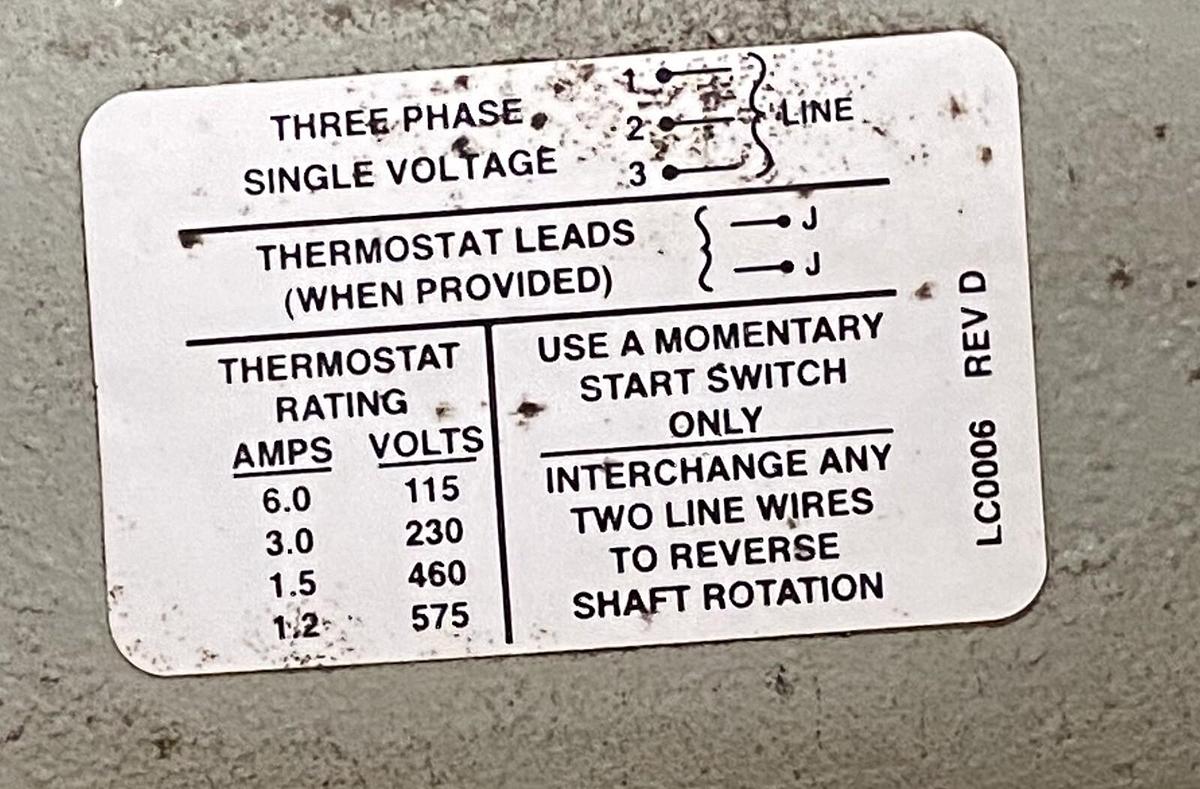 THREE PHASE
SINGLE VOLTAGE
1
2
3
LINE
THERMOSTAT LEADS
(WHEN PROVIDED)
J
J
THERMOSTAT
RATING
AMPS VOLTS
6.0 115
3.0 230
1.5 460
1.2 575
USE A MOMENTARY
START SWITCH
ONLY
INTERCHANGE ANY
TWO LINE WIRES
TO REVERSE
SHAFT ROTATION
LC0006 REV D